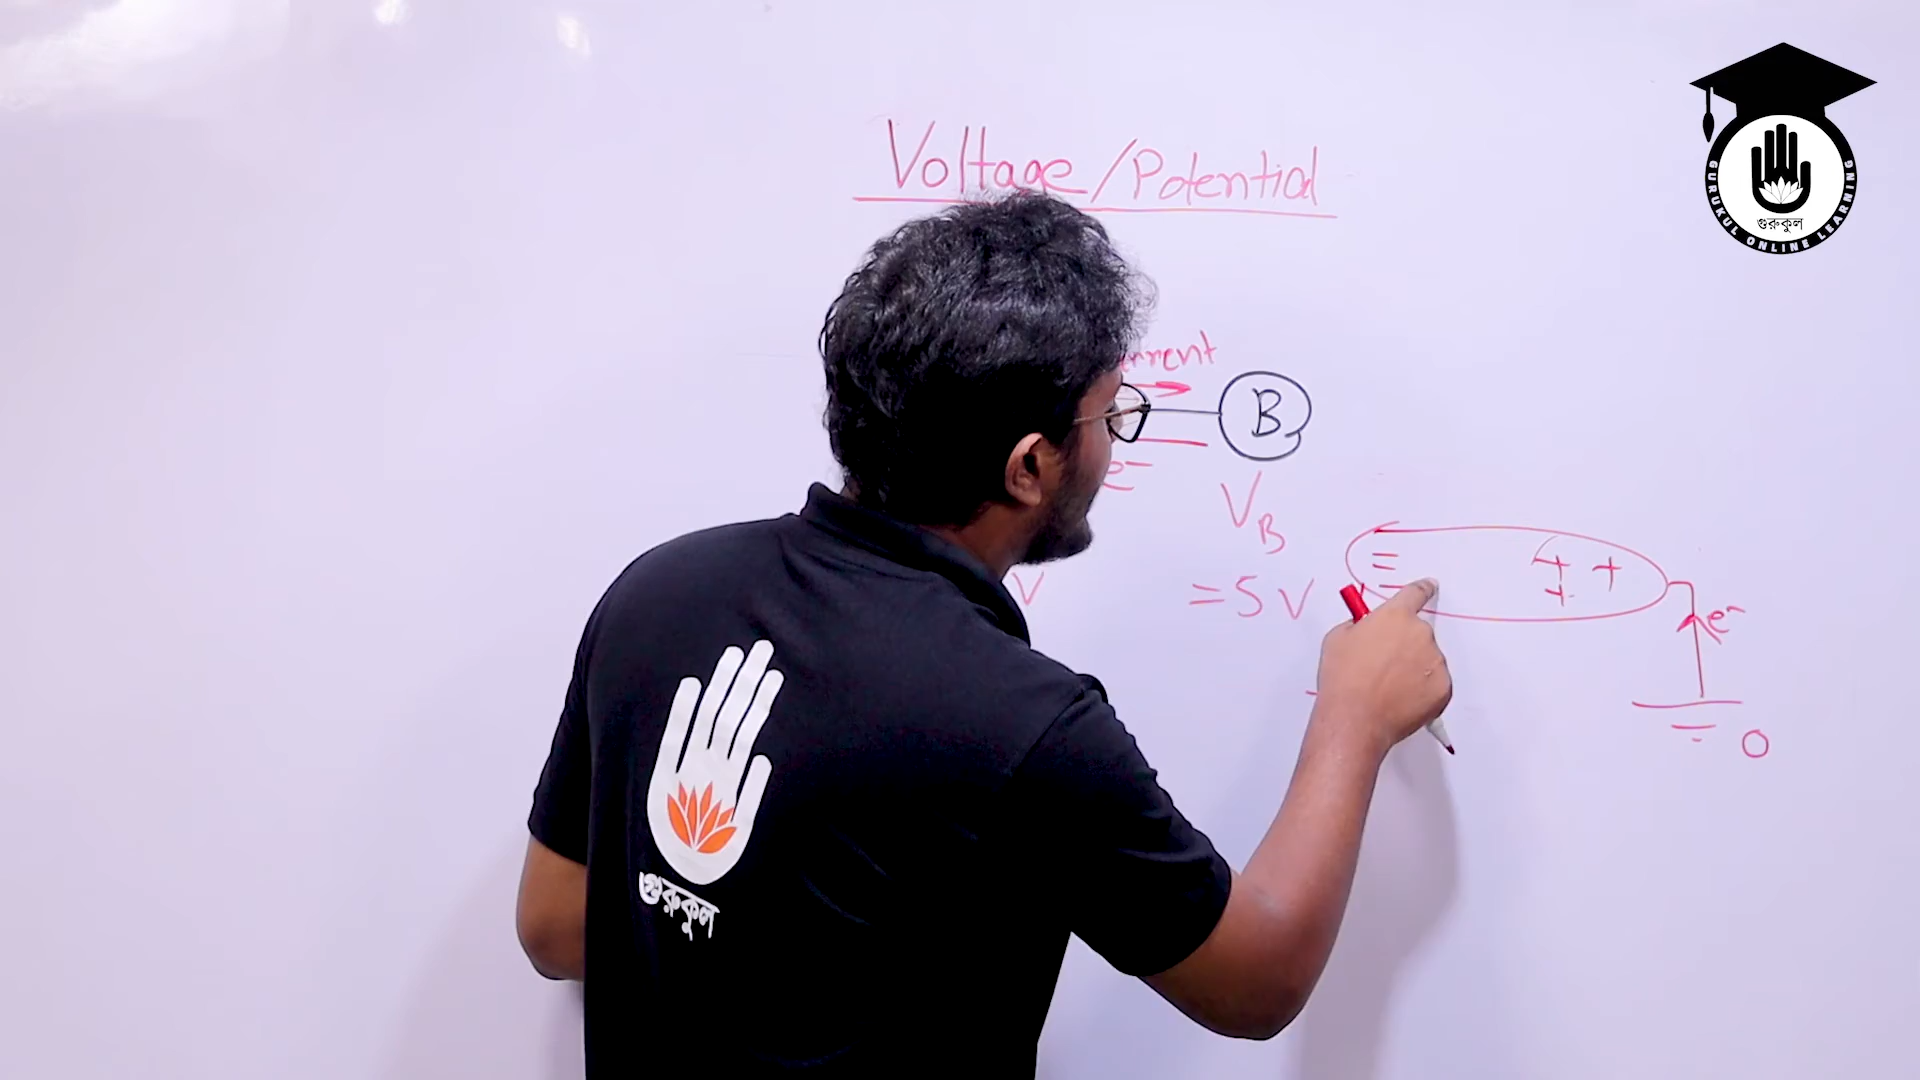 Voltage/Potential
গুরুকুল
GURUKUL ONLINE LEARNING
B
e-
V
B
V
= 5 V
e-
0
গুরুকুল